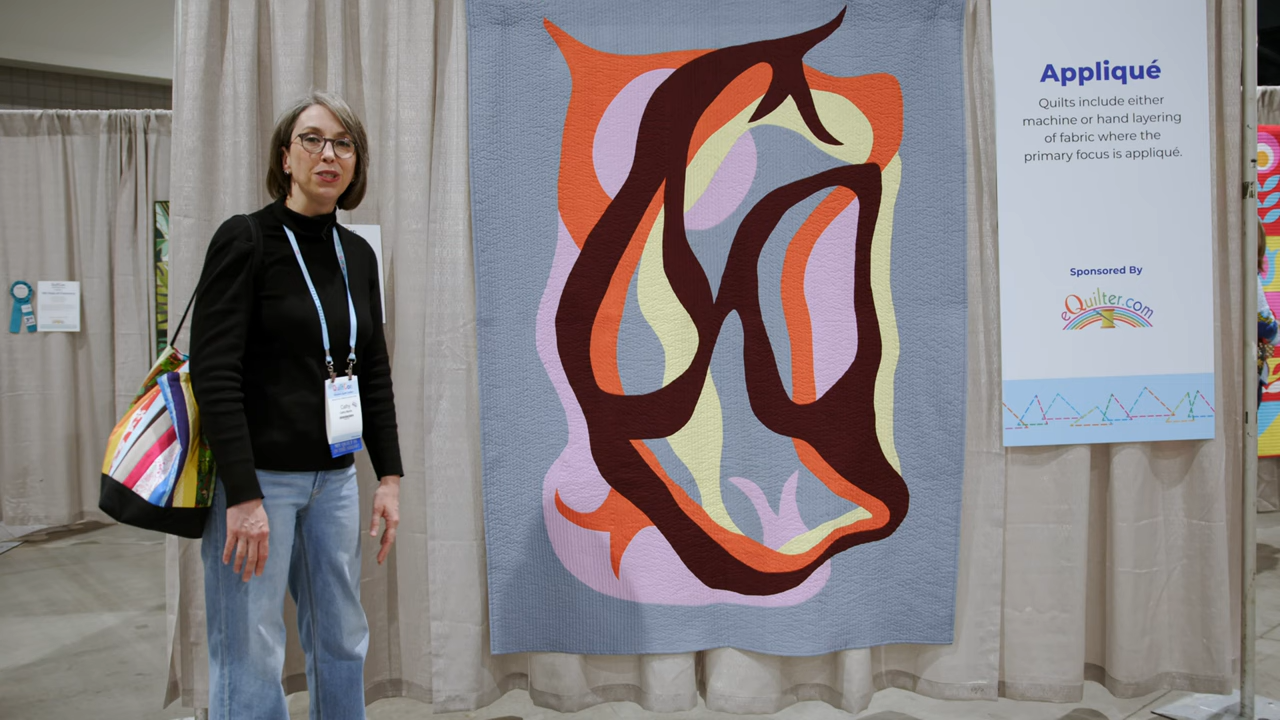 Appliqué
Quilts include either
machine or hand layering
of fabric where the
primary focus is appliqué.
Sponsored By
eQuilter.com